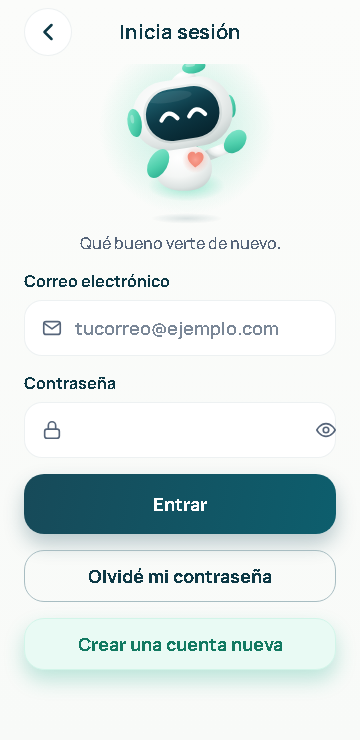 Inicia sesión
Qué bueno verte de nuevo.
Correo electrónico
tucorreo@ejemplo.com
Contraseña
Entrar
Olvidé mi contraseña
Crear una cuenta nueva